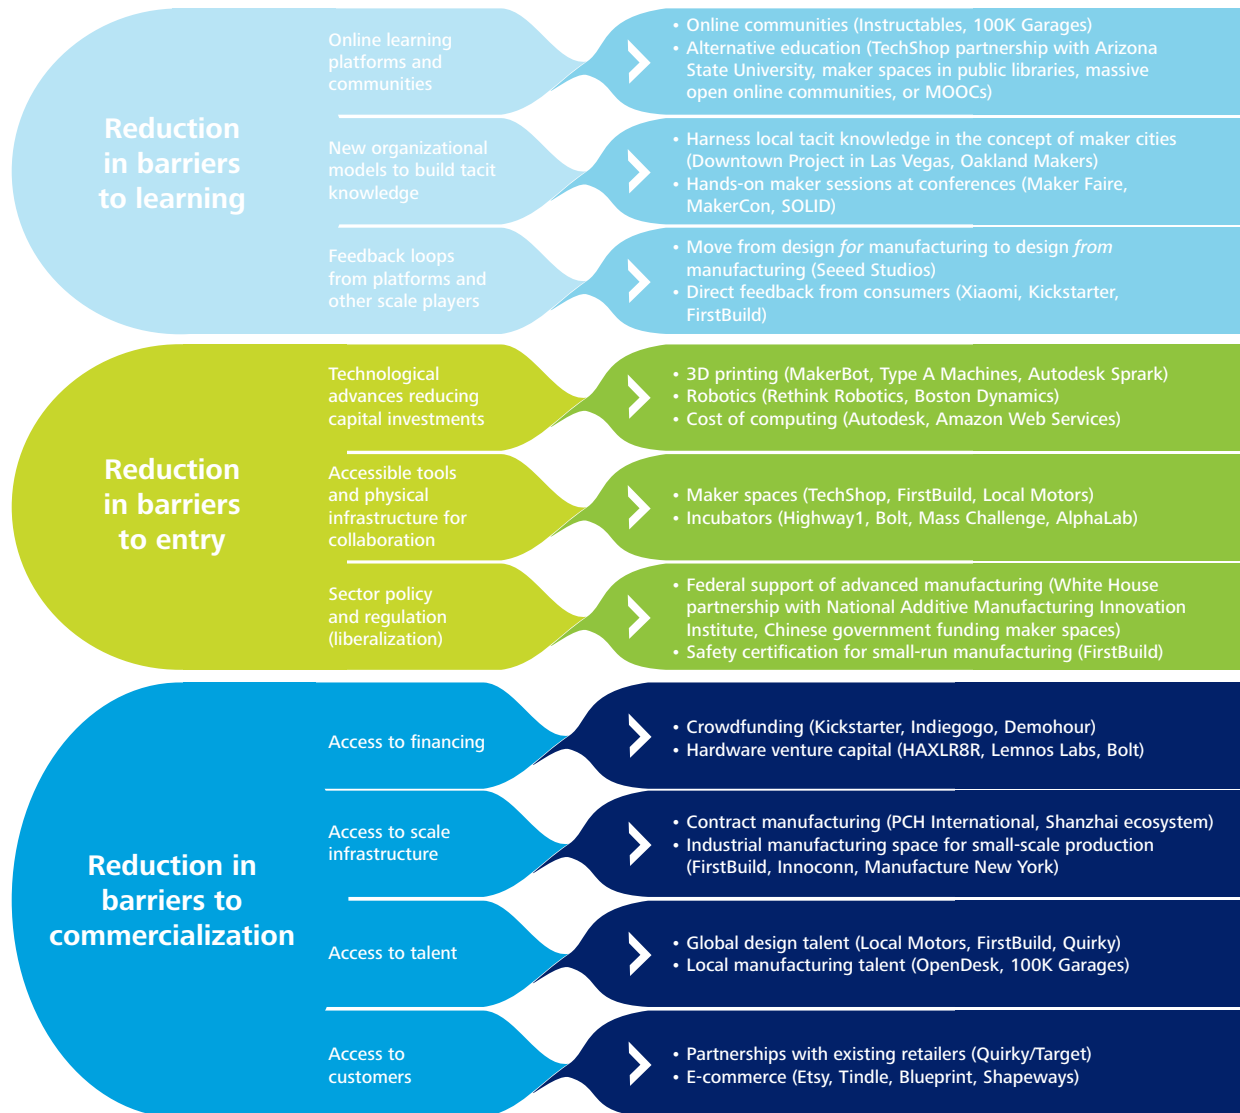 Reduction
in barriers
to learning
Online learning
platforms and
communities
• Online communities (Instructables, 100K Garages)
• Alternative education (TechShop partnership with Arizona
State University, maker spaces in public libraries, massive
open online communities, or MOOCs)
New organizational
models to build tacit
knowledge
• Harness local tacit knowledge in the concept of maker cities
(Downtown Project in Las Vegas, Oakland Makers)
• Hands-on maker sessions at conferences (Maker Faire,
MakerCon, SOLID)
Feedback loops
from platforms and
other scale players
• Move from design for manufacturing to design from
manufacturing (Seeed Studios)
• Direct feedback from consumers (Xiaomi, Kickstarter,
FirstBuild)
Reduction
in barriers
to entry
Technological
advances reducing
capital investments
• 3D printing (MakerBot, Type A Machines, Autodesk Sprark)
• Robotics (Rethink Robotics, Boston Dynamics)
• Cost of computing (Autodesk, Amazon Web Services)
Accessible tools
and physical
infrastructure for
collaboration
• Maker spaces (TechShop, FirstBuild, Local Motors)
• Incubators (Highway1, Bolt, Mass Challenge, AlphaLab)
Sector policy
and regulation
(liberalization)
• Federal support of advanced manufacturing (White House
partnership with National Additive Manufacturing Innovation
Institute, Chinese government funding maker spaces)
• Safety certification for small-run manufacturing (FirstBuild)
Reduction in
barriers to
commercialization
Access to financing
• Crowdfunding (Kickstarter, Indiegogo, Demohour)
• Hardware venture capital (HAXLR8R, Lemnos Labs, Bolt)
Access to scale
infrastructure
• Contract manufacturing (PCH International, Shanzhai ecosystem)
• Industrial manufacturing space for small-scale production
(FirstBuild, Innoconn, Manufacture New York)
Access to talent
• Global design talent (Local Motors, FirstBuild, Quirky)
• Local manufacturing talent (OpenDesk, 100K Garages)
Access to
customers
• Partnerships with existing retailers (Quirky/Target)
• E-commerce (Etsy, Tindle, Blueprint, Shapeways)